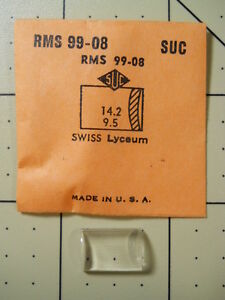 RMS 99-08 SUC
RMS 99-08
SUC
14.2
9.5
SWISS Lyceum
MADE IN U. S. A.